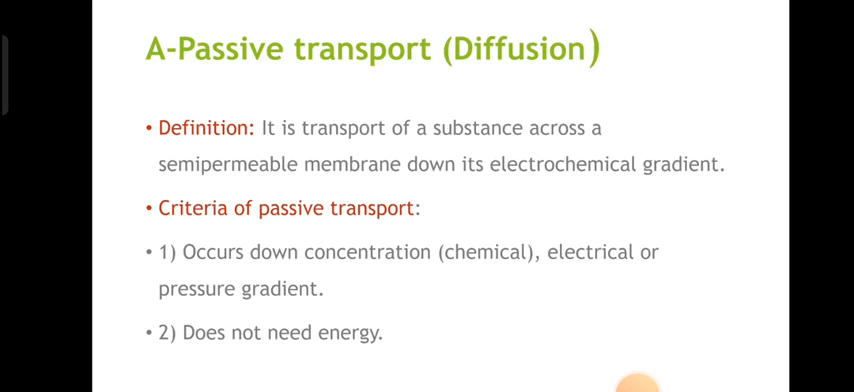 A-Passive transport (Diffusion)
• Definition: It is transport of a substance across a
semipermeable membrane down its electrochemical gradient.
• Criteria of passive transport:
• 1) Occurs down concentration (chemical), electrical or
pressure gradient.
• 2) Does not need energy.